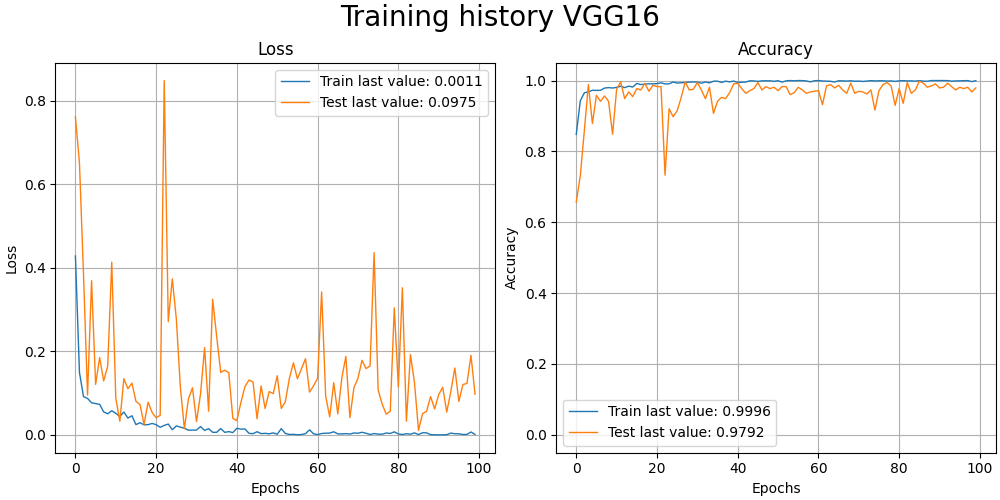 Training history VGG16
Loss
Train last value: 0.0011
Test last value: 0.0975
0.8
0.6
0.4
0.2
0.0
Loss
0 20 40 60 80 100
Epochs
Accuracy
1.0
0.8
0.6
0.4
0.2
0.0
Accuracy
Train last value: 0.9996
Test last value: 0.9792
0 20 40 60 80 100
Epochs